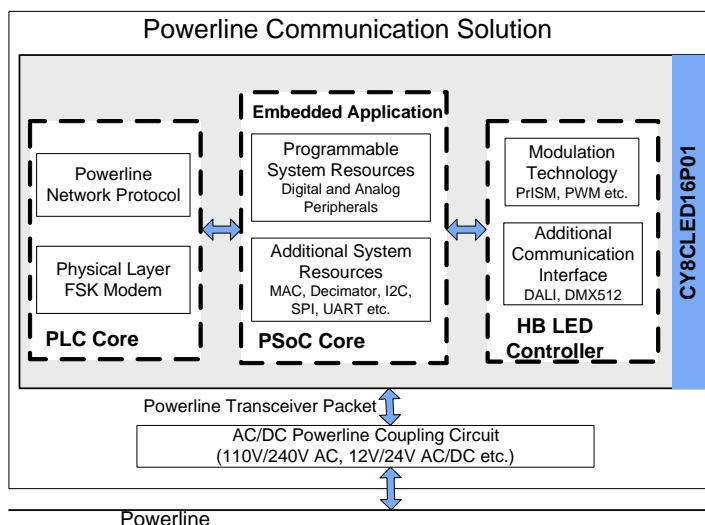 Powerline Communication Solution
Powerline
Network Protocol
Physical Layer
FSK Modem
PLC Core
Embedded Application
Programmable
System Resources
Digital and Analog
Peripherals
Additional System
Resources
MAC, Decimator, I2C,
SPI, UART etc.
PSoC Core
Modulation
Technology
PrISM, PWM etc.
Additional
Communication
Interface
DALI, DMX512
HB LED
Controller
CY8CLED16P01
Powerline Transceiver Packet
AC/DC Powerline Coupling Circuit
(110V/240V AC, 12V/24V AC/DC etc.)
Powerline